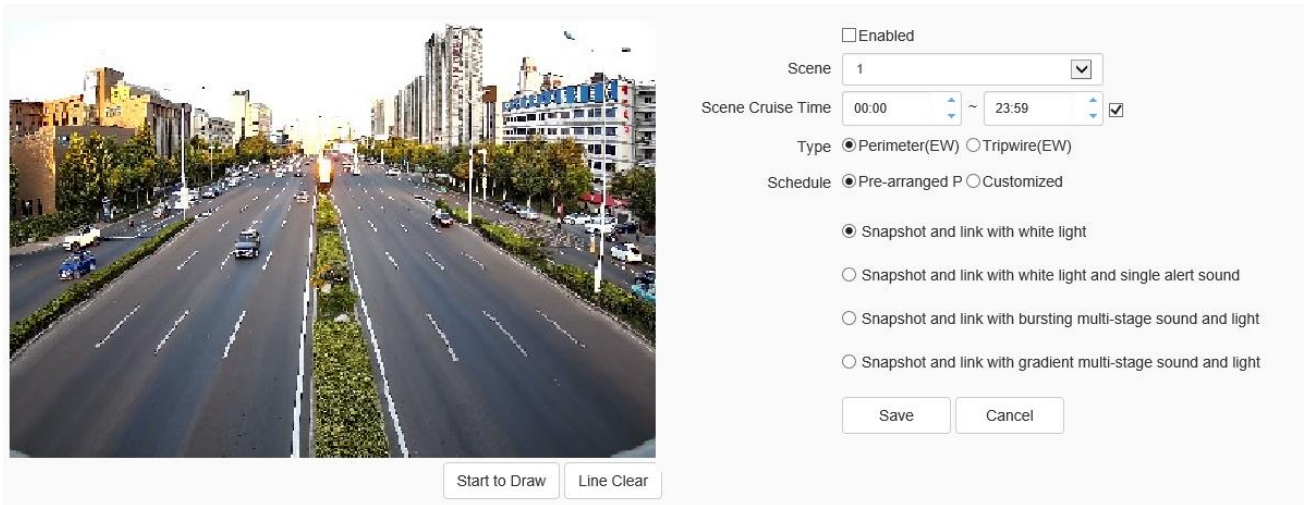 Enabled
Scene 1
Scene Cruise Time 00:00 ~ 23:59
Type Perimeter(EW) Tripwire(EW)
Schedule Pre-arranged P Customized
Snapshot and link with white light
Snapshot and link with white light and single alert sound
Snapshot and link with bursting multi-stage sound and light
Snapshot and link with gradient multi-stage sound and light
Save Cancel
Start to Draw Line Clear